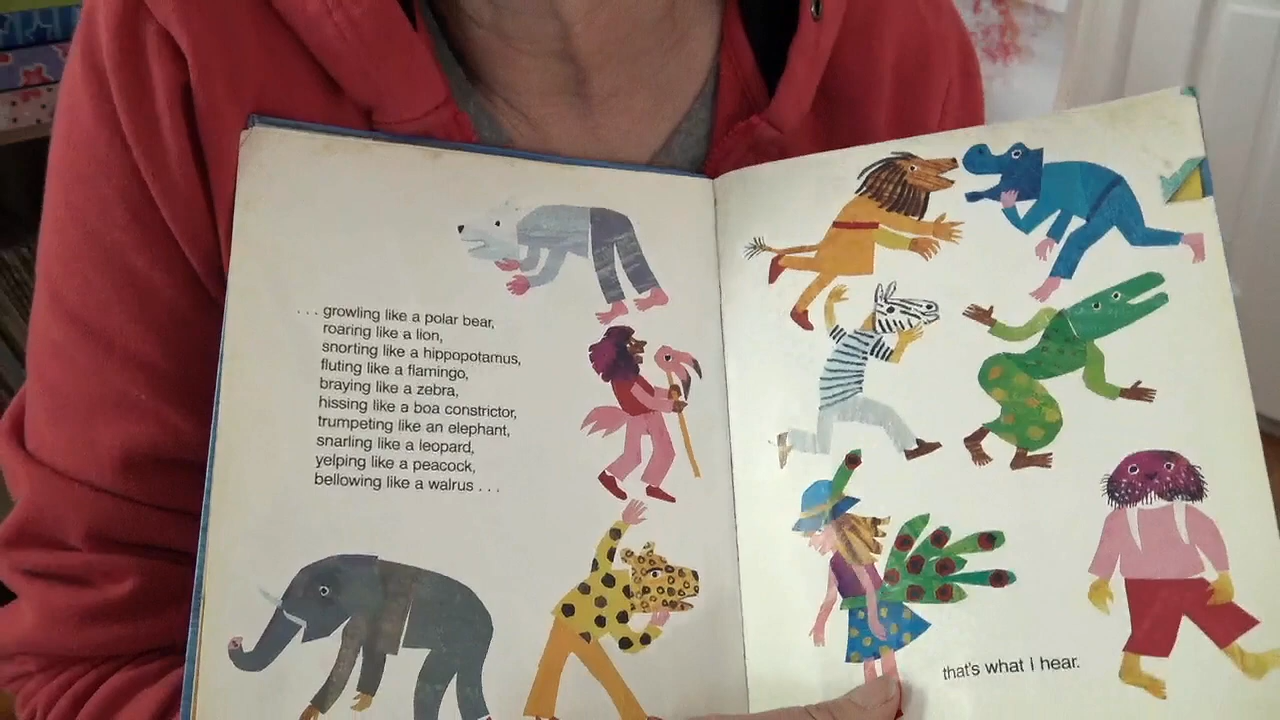 . . . growling like a polar bear,
roaring like a lion,
snorting like a hippopotamus,
fluting like a flamingo,
braying like a zebra,
hissing like a boa constrictor,
trumpeting like an elephant,
snarling like a leopard,
yelping like a peacock,
bellowing like a walrus . . .
that's what I hear.